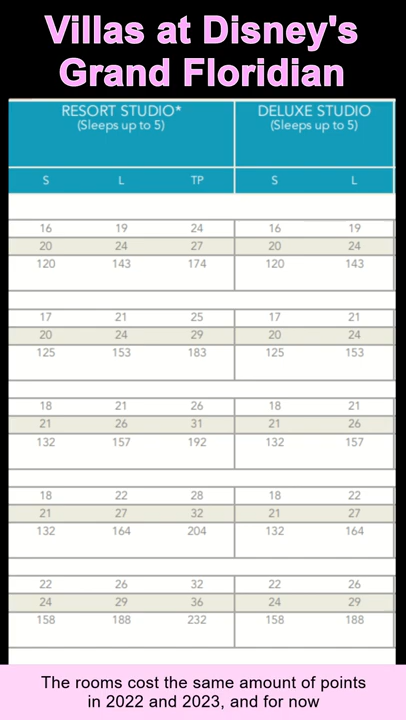 Villas at Disney's
Grand Floridian
RESORT STUDIO* DELUXE STUDIO
(Sleeps up to 5) (Sleeps up to 5)
S L TP S L
16 19 24 16 19
20 24 27 20 24
120 143 174 120 143
17 21 25 17 21
20 24 29 20 24
125 153 183 125 153
18 21 26 18 21
21 26 31 21 26
132 157 192 132 157
18 22 28 18 22
21 27 32 21 27
132 164 204 132 164
22 26 32 22 26
24 29 36 24 29
158 188 232 158 188
The rooms cost the same amount of points
in 2022 and 2023, and for now